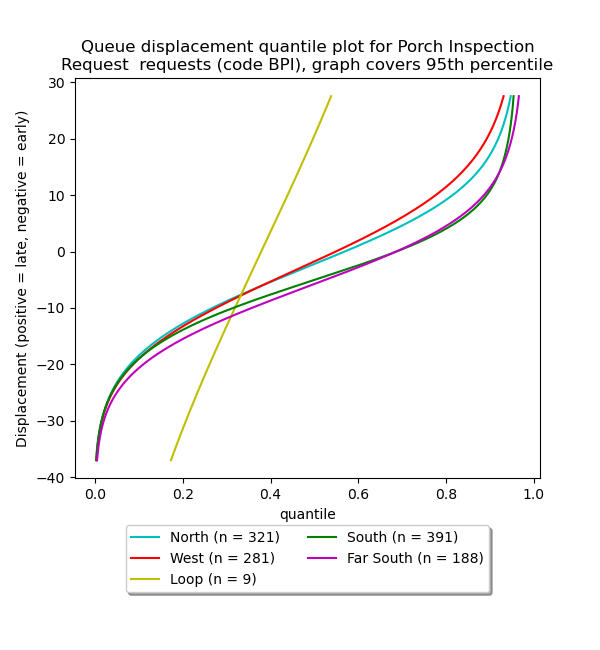 Queue displacement quantile plot for Porch Inspection
Request  requests (code BPI), graph covers 95th percentile
Displacement (positive = late, negative = early)
30
20
10
0
−10
−20
−30
−40
0.0 0.2 0.4 0.6 0.8 1.0
quantile
North (n = 321)
West (n = 281)
Loop (n = 9)
South (n = 391)
Far South (n = 188)